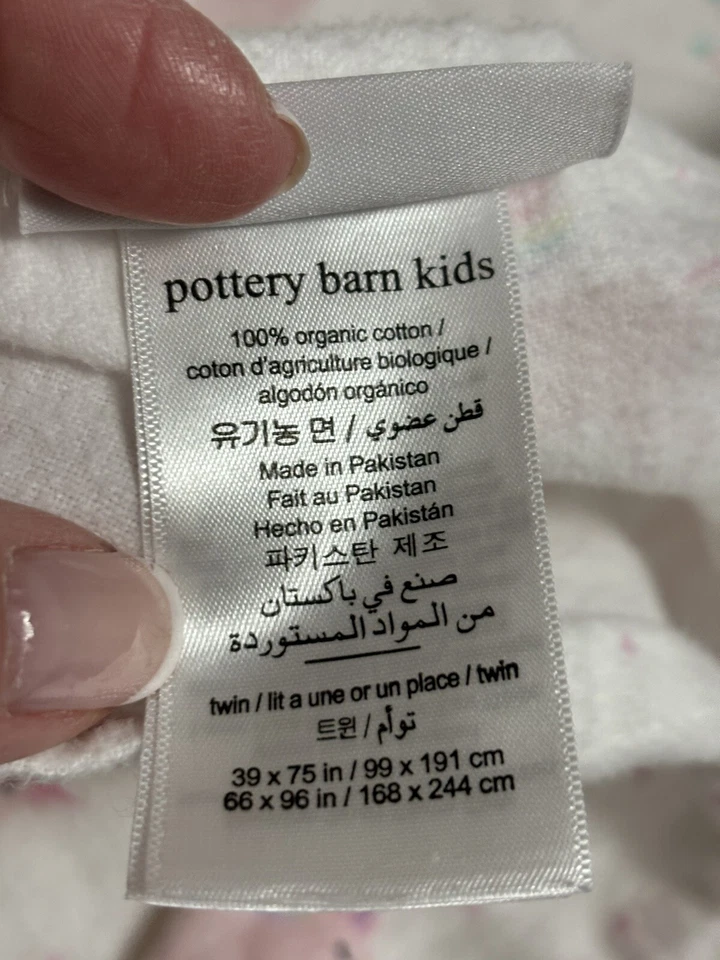 pottery barn kids
100% organic cotton /
coton d'agriculture biologique /
algodón orgánico
유기농 면 / قطن عضوي
Made in Pakistan
Fait au Pakistan
Hecho en Pakistán
파키스탄 제조
صنع في باكستان
من المواد المستوردة
twin / lit a une or un place / twin
트윈 / توأم
39 x 75 in / 99 x 191 cm
66 x 96 in / 168 x 244 cm